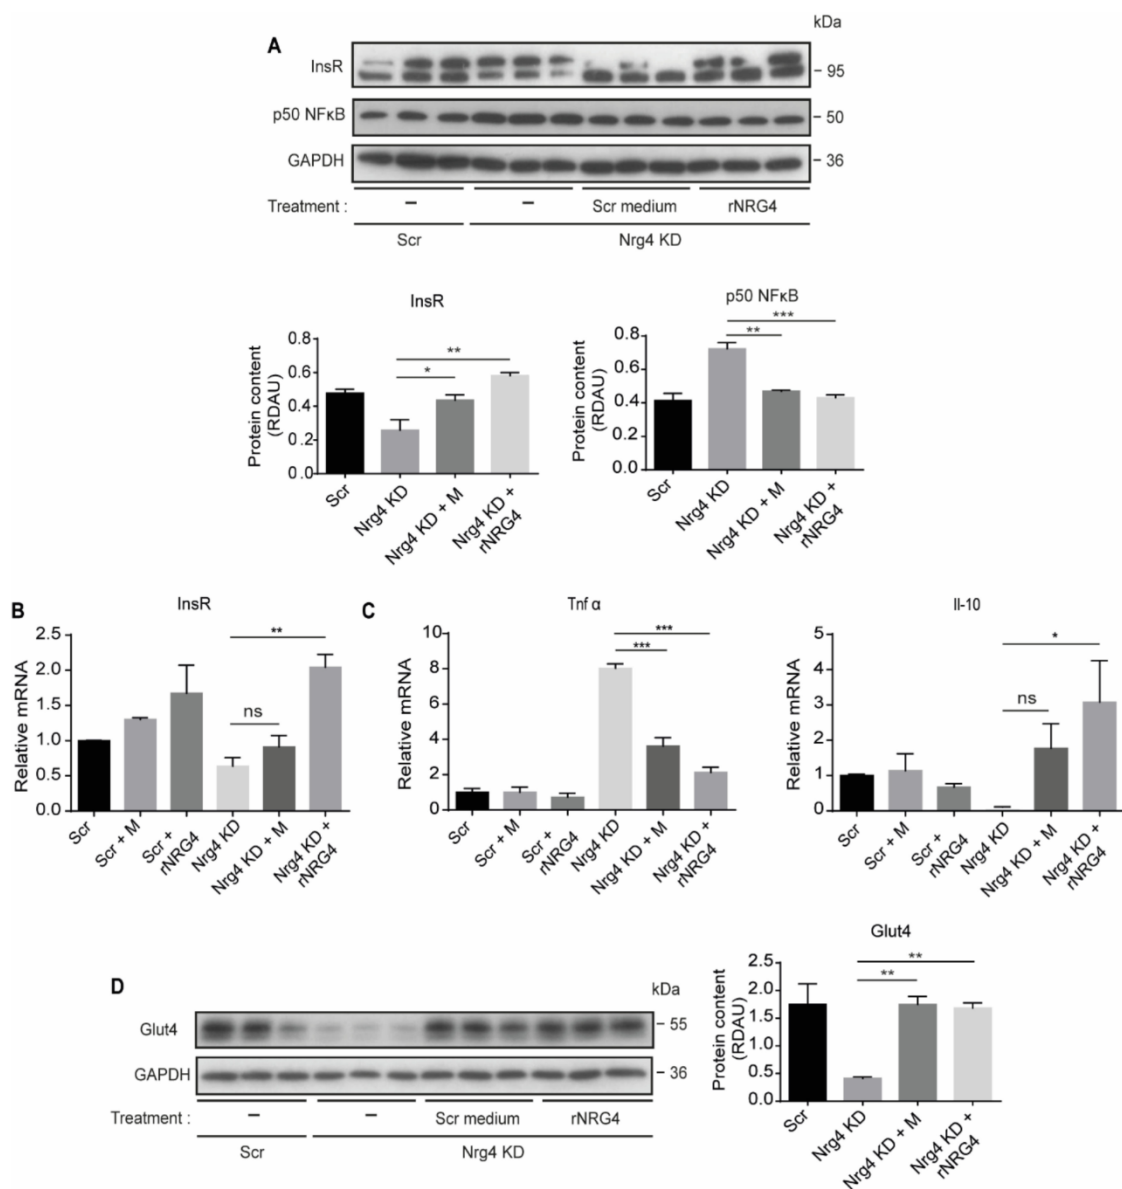 A
kDa
InsR
- 95
p50 NFκB
- 50
GAPDH
- 36
Treatment : – – Scr medium rNRG4
Scr Nrg4 KD
InsR
Protein content
(RDAU)
0.8
0.6
0.4
0.2
0.0
**
*
Scr
Nrg4 KD
Nrg4 KD + M
Nrg4 KD +
rNRG4
p50 NFκB
Protein content
(RDAU)
0.8
0.6
0.4
0.2
0.0
***
**
Scr
Nrg4 KD
Nrg4 KD + M
Nrg4 KD +
rNRG4
B
InsR
Relative mRNA
2.5
2.0
1.5
1.0
0.5
0.0
**
ns
Scr
Scr + M
Scr +
rNRG4
Nrg4 KD
Nrg4 KD + M
Nrg4 KD +
rNRG4
C
Tnf α
Relative mRNA
10
8
6
4
2
0
***
***
Scr
Scr + M
Scr +
rNRG4
Nrg4 KD
Nrg4 KD + M
Nrg4 KD +
rNRG4
Il-10
Relative mRNA
5
4
3
2
1
0
*
ns
Scr
Scr + M
Scr +
rNRG4
Nrg4 KD
Nrg4 KD + M
Nrg4 KD +
rNRG4
D
kDa
Glut4
- 55
GAPDH
- 36
Treatment : – – Scr medium rNRG4
Scr Nrg4 KD
Glut4
Protein content
(RDAU)
2.5
2.0
1.5
1.0
0.5
0.0
**
**
Scr
Nrg4 KD
Nrg4 KD + M
Nrg4 KD +
rNRG4